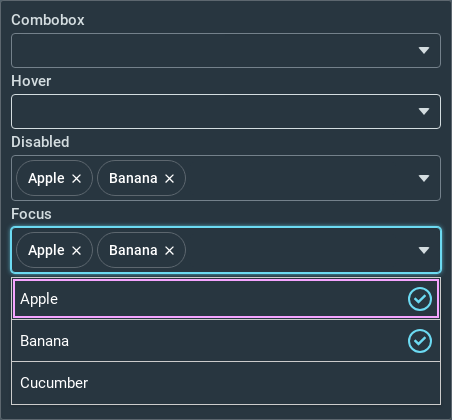 Combobox
Hover
Disabled
Apple × Banana ×
Focus
Apple × Banana ×
Apple
Banana
Cucumber